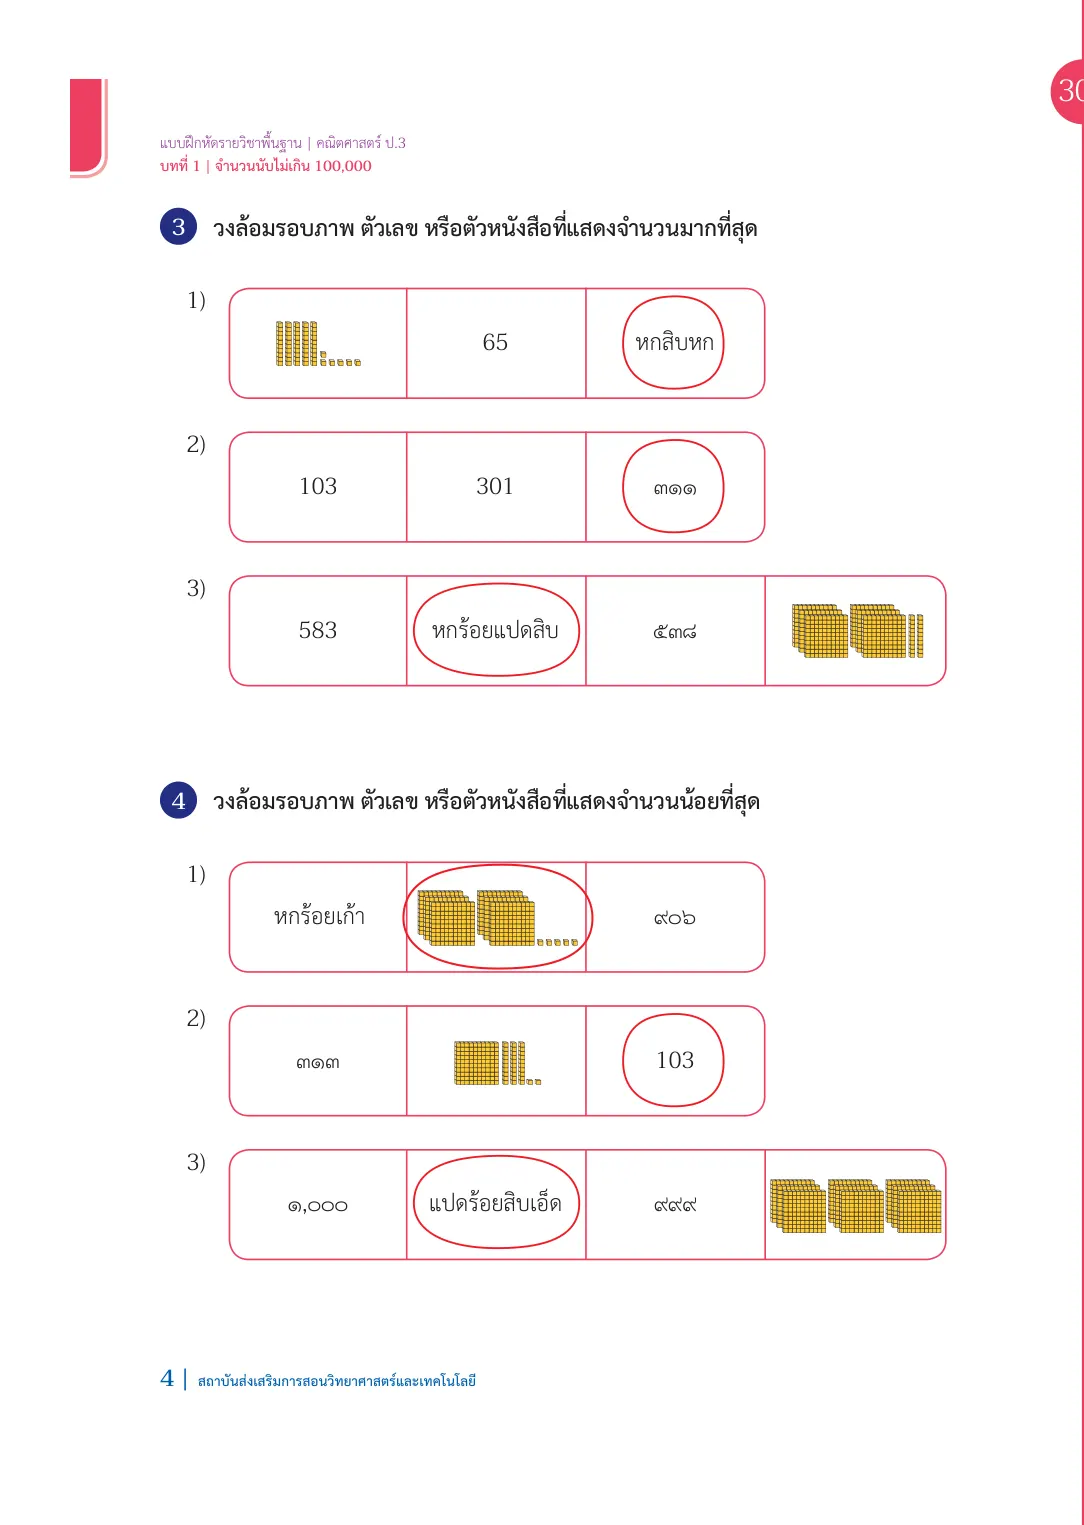 30
แบบฝึกหัดรายวิชาพื้นฐาน | คณิตศาสตร์ ป.3
บทที่ 1 | จำนวนนับไม่เกิน 100,000
3 วงล้อมรอบภาพ ตัวเลข หรือตัวหนังสือที่แสดงจำนวนมากที่สุด
1) 65 หกสิบหก
2) 103 301 ๓๑๑
3) 583 หกร้อยแปดสิบ ๕๓๘
4 วงล้อมรอบภาพ ตัวเลข หรือตัวหนังสือที่แสดงจำนวนน้อยที่สุด
1) หกร้อยเก้า ๙๐๖
2) ๓๑๓ 103
3) ๑,๐๐๐ แปดร้อยสิบเอ็ด ๙๙๙
4 | สถาบันส่งเสริมการสอนวิทยาศาสตร์และเทคโนโลยี